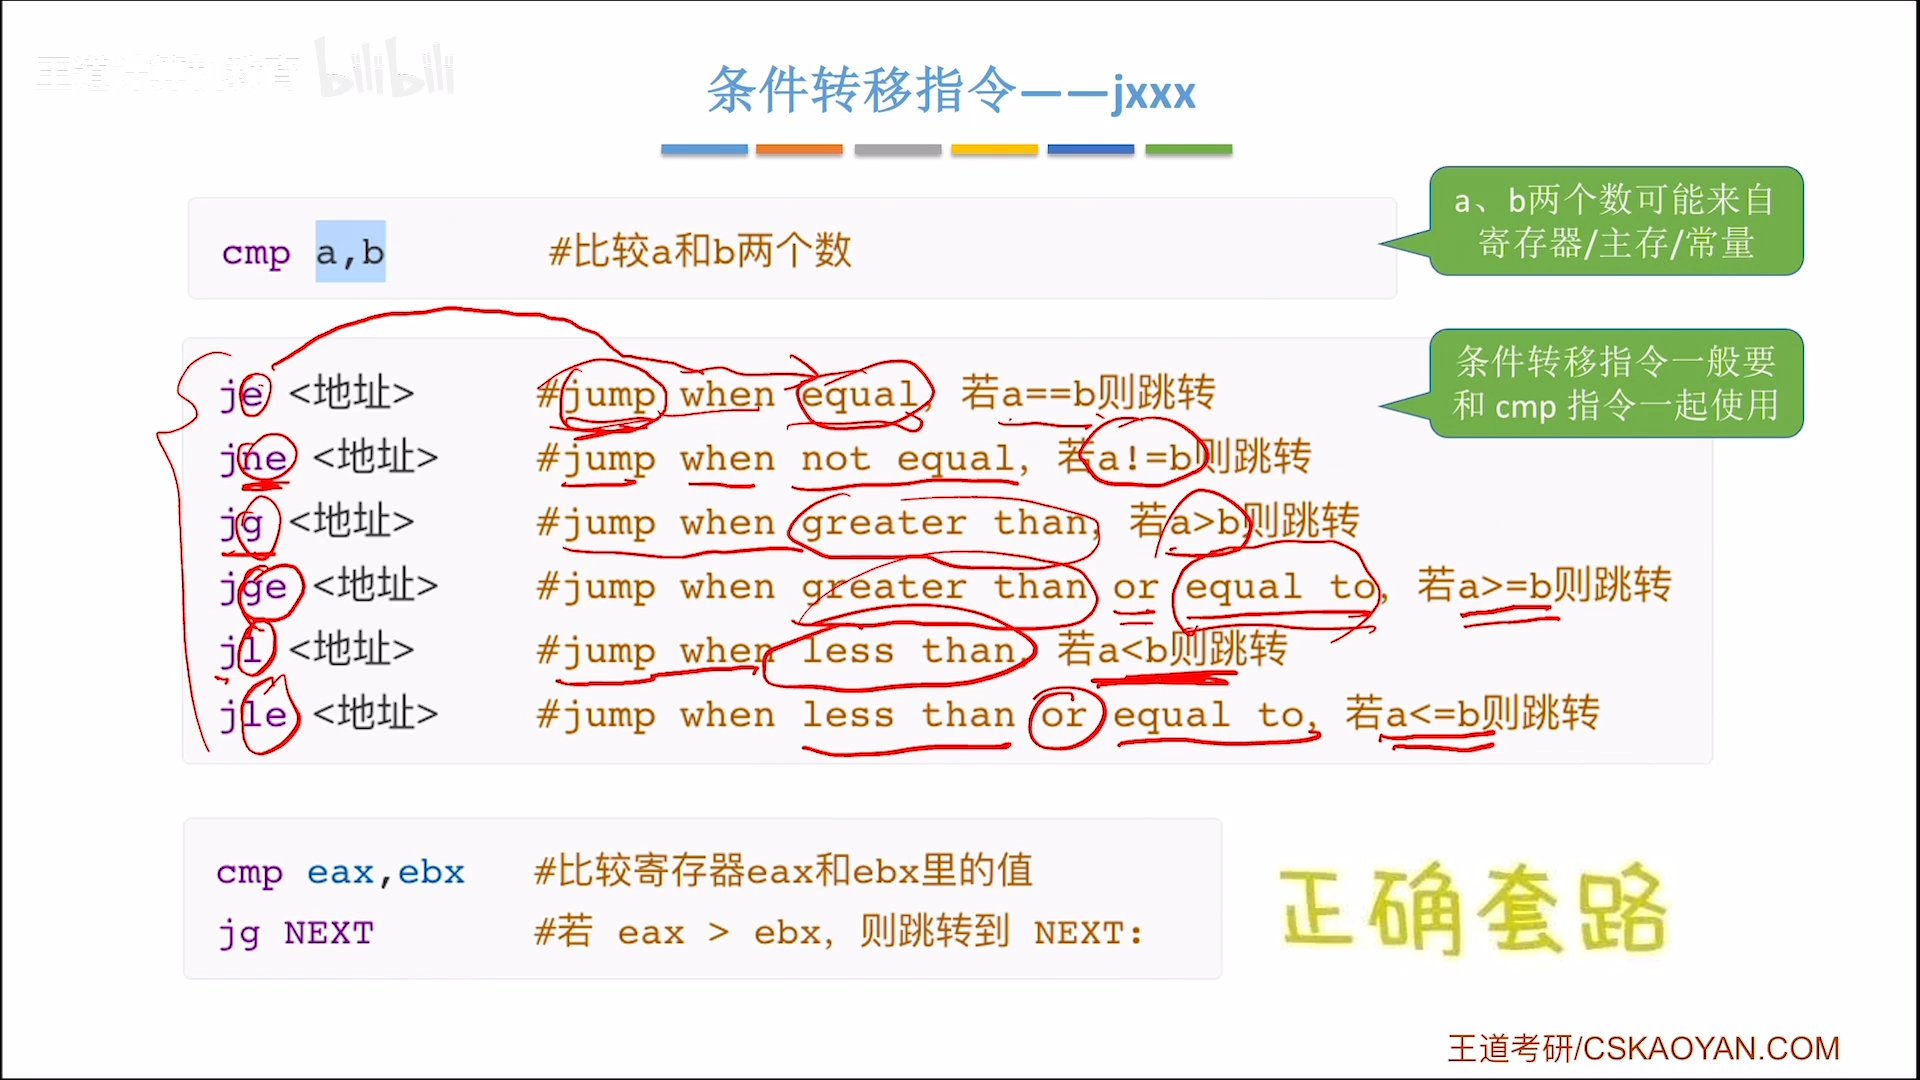 bilibili
条件转移指令——jxxx
cmp a,b #比较a和b两个数
a、b两个数可能来自
寄存器/主存/常量
条件转移指令一般要
和 cmp 指令一起使用
je <地址> #jump when equal, 若a==b则跳转
jne <地址> #jump when not equal, 若a!=b则跳转
jg <地址> #jump when greater than, 若a>b则跳转
jge <地址> #jump when greater than or equal to, 若a>=b则跳转
jl <地址> #jump when less than, 若a<b则跳转
jle <地址> #jump when less than or equal to, 若a<=b则跳转
cmp eax,ebx #比较寄存器eax和ebx里的值
jg NEXT #若 eax > ebx, 则跳转到 NEXT:
正确套路
王道考研/CSKAOYAN.COM